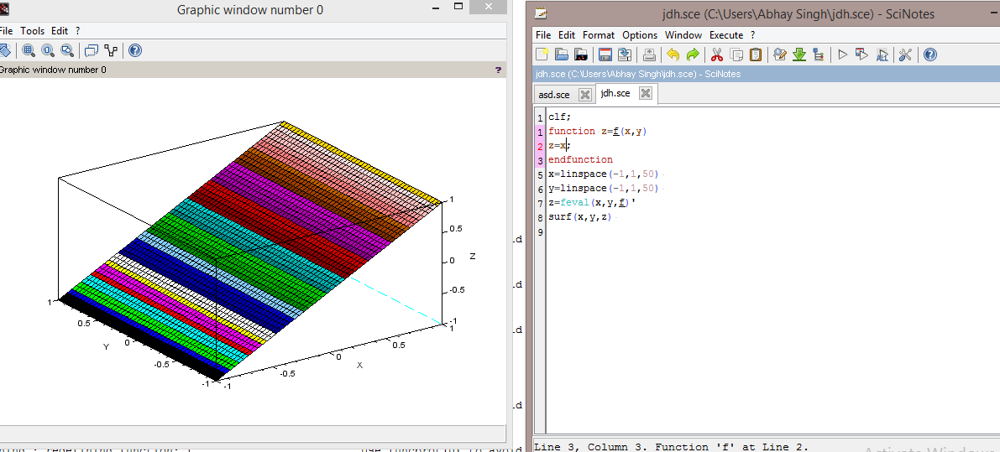 Graphic window number 0
File Tools Edit ?
Graphic window number 0 ?
1
0.5
0
-0.5
-1
Z
1
0.5
0
-0.5
-1
Y
-1
-0.5
0
0.5
1
X
jdh.sce (C:\Users\Abhay Singh\jdh.sce) - SciNotes
File Edit Format Options Window Execute ?
jdh.sce (C:\Users\Abhay Singh\jdh.sce) - SciNotes
asd.sce jdh.sce
1 clf;
1 function z=f(x,y)
2 z=x;
3 endfunction
5 x=linspace(-1,1,50)
6 y=linspace(-1,1,50)
7 z=feval(x,y,f)'
8 surf(x,y,z)
9
Line 3, Column 3. Function 'f' at Line 2.